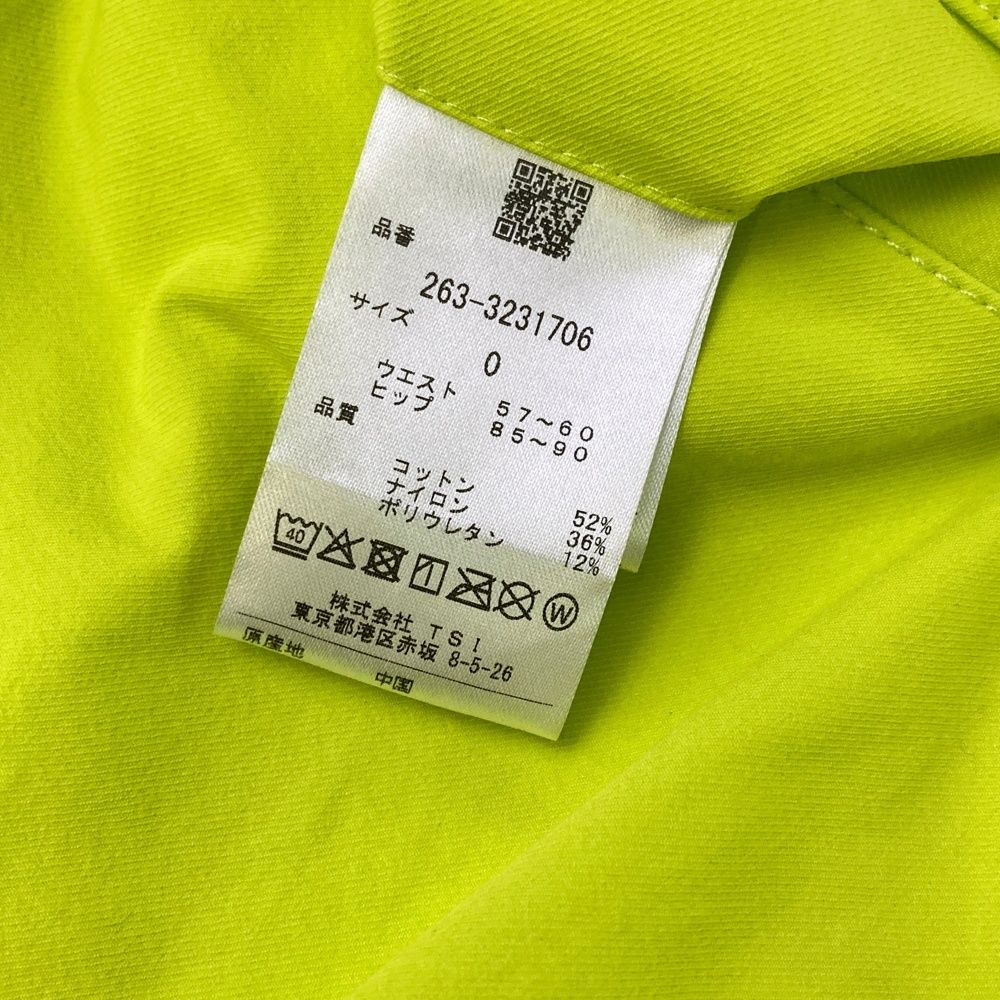 品番
263-3231706
サイズ
0
ウエスト 57～60
ヒップ 85～90
品質
コットン 52%
ナイロン 36%
ポリウレタン 12%
40
W
株式会社 TSI
東京都港区赤坂 8-5-26
原産地
中国